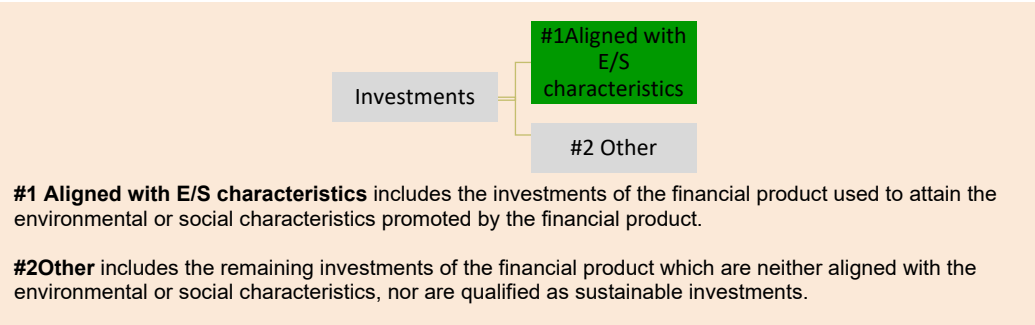 #1Aligned with
E/S
characteristics
Investments
#2 Other
#1 Aligned with E/S characteristics includes the investments of the financial product used to attain the
environmental or social characteristics promoted by the financial product.
#2Other includes the remaining investments of the financial product which are neither aligned with the
environmental or social characteristics, nor are qualified as sustainable investments.